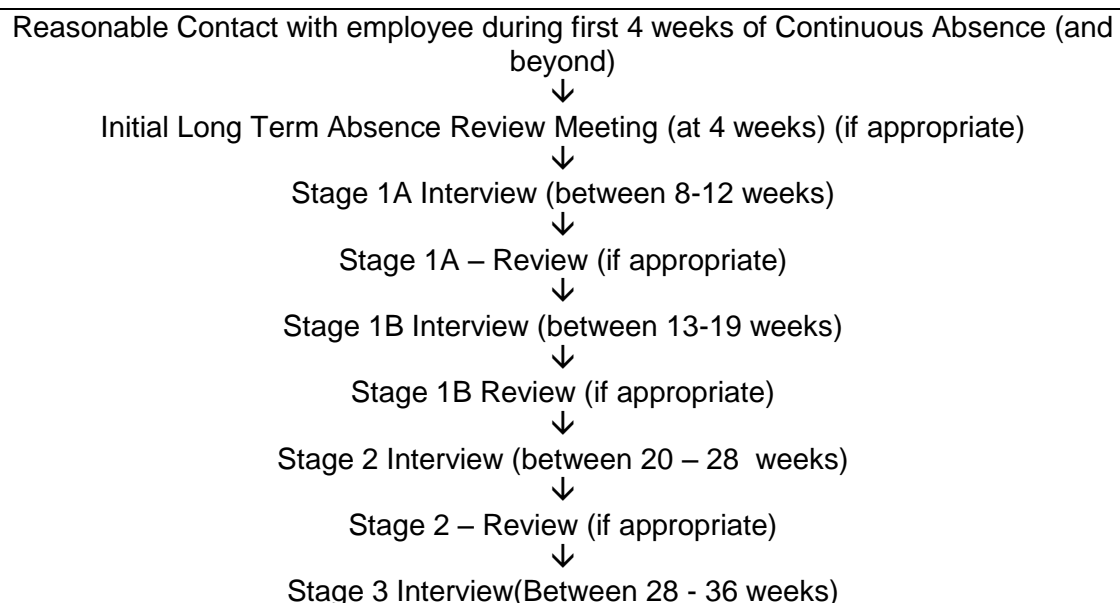 Reasonable Contact with employee during first 4 weeks of Continuous Absence (and
beyond)
↓
Initial Long Term Absence Review Meeting (at 4 weeks) (if appropriate)
↓
Stage 1A Interview (between 8-12 weeks)
↓
Stage 1A – Review (if appropriate)
↓
Stage 1B Interview (between 13-19 weeks)
↓
Stage 1B Review (if appropriate)
↓
Stage 2 Interview (between 20 – 28  weeks)
↓
Stage 2 – Review (if appropriate)
↓
Stage 3 Interview(Between 28 - 36 weeks)